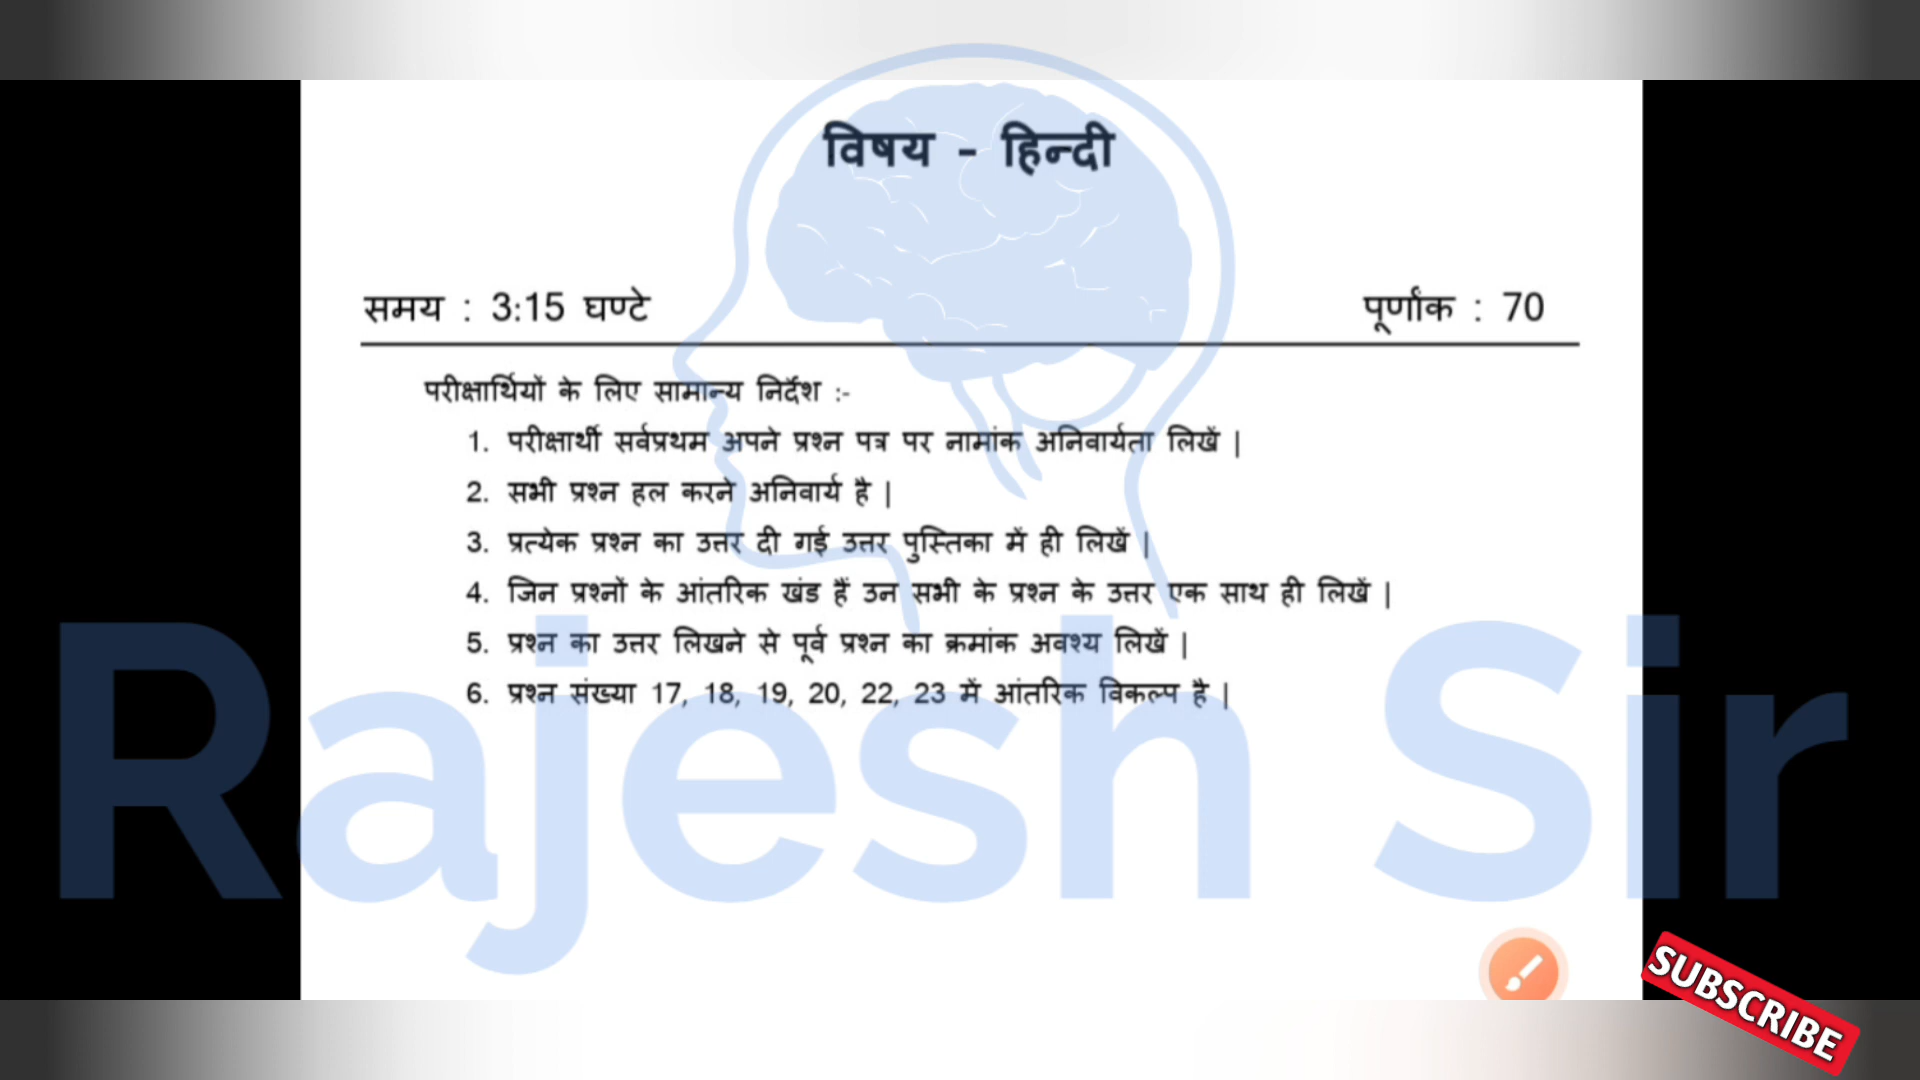 विषय - हिन्दी
समय : 3:15 घण्टे
पूर्णांक : 70
परीक्षार्थियों के लिए सामान्य निर्देश :-
1. परीक्षार्थी सर्वप्रथम अपने प्रश्न पत्र पर नामांक अनिवार्यता लिखें |
2. सभी प्रश्न हल करने अनिवार्य है |
3. प्रत्येक प्रश्न का उत्तर दी गई उत्तर पुस्तिका में ही लिखें |
4. जिन प्रश्नों के आंतरिक खंड हैं उन सभी के प्रश्न के उत्तर एक साथ ही लिखें |
5. प्रश्न का उत्तर लिखने से पूर्व प्रश्न का क्रमांक अवश्य लिखें |
6. प्रश्न संख्या 17, 18, 19, 20, 22, 23 में आंतरिक विकल्प है |
Rajesh Sir
SUBSCRIBE